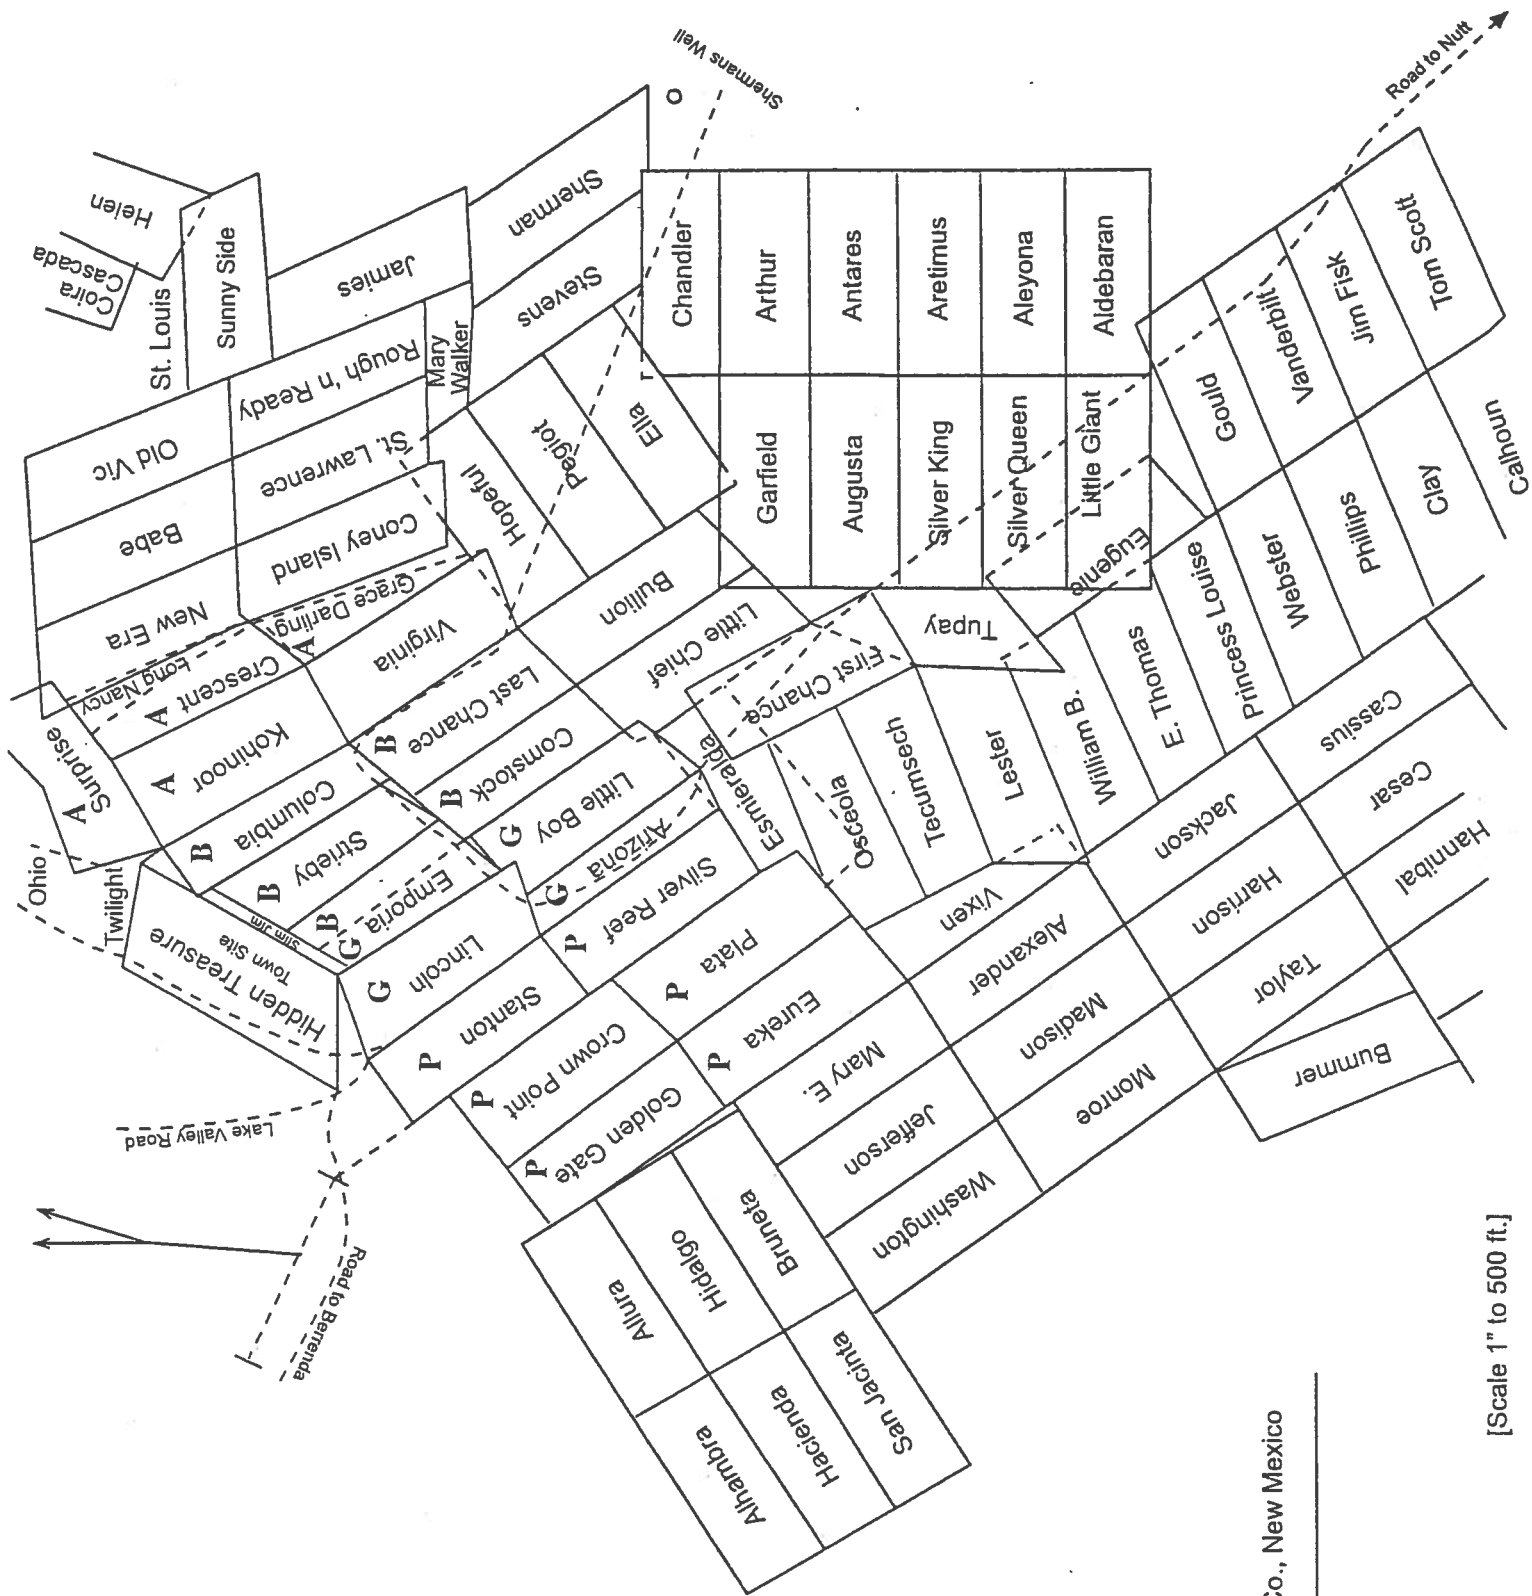 Helen
Coira
Cascada
St. Louis
Sunny Side
Shermans Well
O
Road to Nutt
Jamies
Sherman
Stevens
Mary
Walker
Rough 'n Ready
Old Vic
St. Lawrence
Babe
Coney Island
New Era
Grace Darling
Long Nancy
Crescent
A
A
Surprise
A
Kohinoor
A
Virginia
Hopeful
Pegiot
Ella
Chandler
Arthur
Antares
Aretimus
Aleyona
Aldebaran
Garfield
Augusta
Silver King
Silver Queen
Little Giant
Gould
Vanderbilt
Jim Fisk
Tom Scott
Calhoun
Clay
Philips
Webster
Princess Louise
E. Thomas
William B.
Lester
Tecumsech
Osceola
Eugenie
Tupay
First Chance
Esmieralda
Bullion
Little Chief
Last Chance
B
Comstock
B
Little Boy
G
Arizona
G
Silver Reef
P
Columbia
B
Strieby
B
Emporia
B
G
Slim Jim
Town Site
Hidden Treasure
Twilight
Ohio
Lincoln
G
Stanton
P
Crown Point
P
Golden Gate
P
Plata
P
Eureka
P
Mary E.
Jefferson
Washington
Vixen
Alexander
Madison
Monroe
Jackson
Harrison
Taylor
Bummer
Cassius
Cesar
Hannibal
Lake Valley Road
Road to Berrenda
Allura
Hidalgo
Bruneta
Alhambra
Hacienda
San Jacinta
Co., New Mexico
[Scale 1" to 500 ft.]